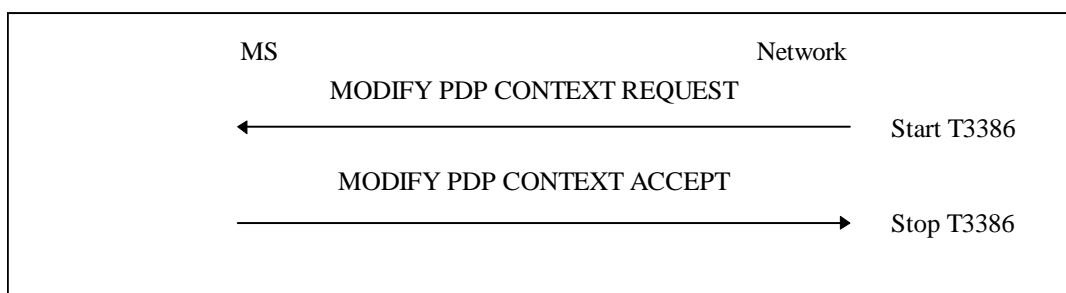 MS Network
MODIFY PDP CONTEXT REQUEST
Start T3386
MODIFY PDP CONTEXT ACCEPT
Stop T3386